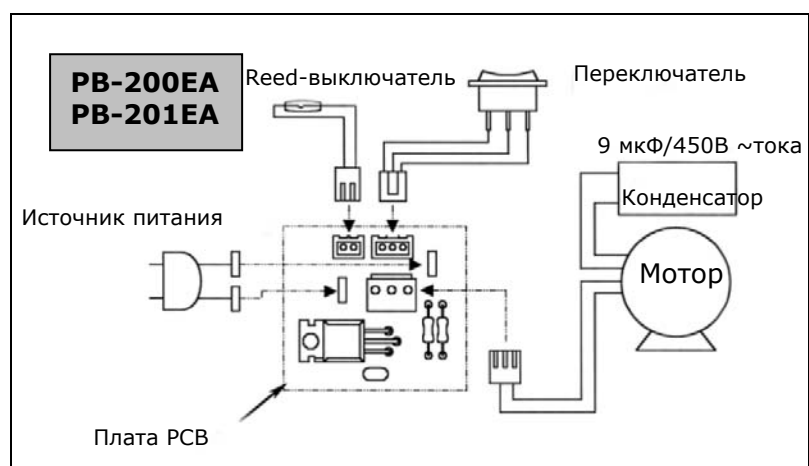 PB-200EA
PB-201EA
Reed-выключатель
Переключатель
9 мкФ/450В ~тока
Конденсатор
Источник питания
Мотор
Плата PCB